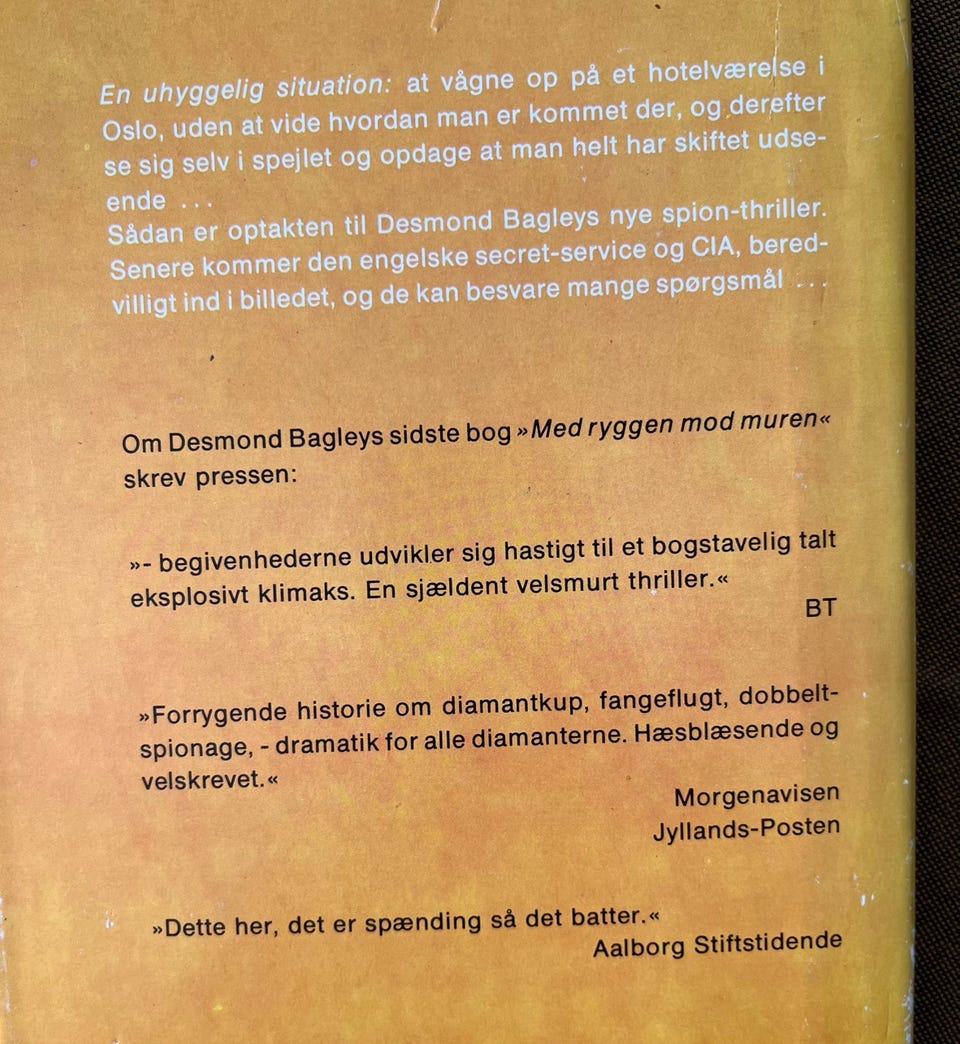 En uhyggelig situation: at vågne op på et hotelværelse i
Oslo, uden at vide hvordan man er kommet der, og derefter
se sig selv i spejlet og opdage at man helt har skiftet udse-
ende ...
Sådan er optakten til Desmond Bagleys nye spion-thriller.
Senere kommer den engelske secret-service og CIA, bered-
villigt ind i billedet, og de kan besvare mange spørgsmål ...
Om Desmond Bagleys sidste bog »Med ryggen mod muren«
skrev pressen:
»- begivenhederne udvikler sig hastigt til et bogstavelig talt
eksplosivt klimaks. En sjældent velsmurt thriller.«
BT
»Forrygende historie om diamantkup, fangeflugt, dobbelt-
spionage, - dramatik for alle diamanterne. Hæsblæsende og
velskrevet.«
Morgenavisen
Jyllands-Posten
»Dette her, det er spænding så det batter.«
Aalborg Stiftstidende